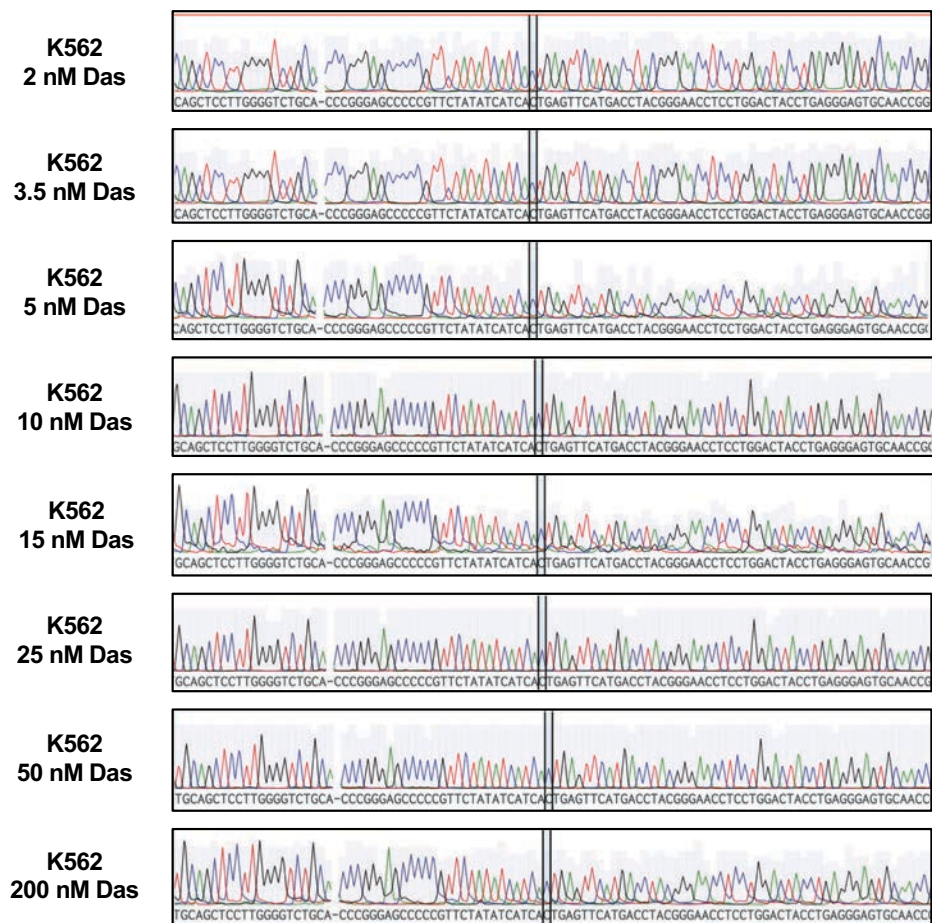 K562
2 nM Das
CAGCTCCTTGGGGTCTGCA-CCCGGGAGCCCCCGTTCTATATCATCACTGAGTTCATGACCTACGGGAACCTCCTGGACTACCTGAGGGAGTGCAACCGG
K562
3.5 nM Das
CAGCTCCTTGGGGTCTGCA-CCCGGGAGCCCCCGTTCTATATCATCACTGAGTTCATGACCTACGGGAACCTCCTGGACTACCTGAGGGAGTGCAACCGG
K562
5 nM Das
CAGCTCCTTGGGGTCTGCA-CCCGGGAGCCCCCGTTCTATATCATCACTGAGTTCATGACCTACGGGAACCTCCTGGACTACCTGAGGGAGTGCAACCGG
K562
10 nM Das
GCAGCTCCTTGGGGTCTGCA-CCCGGGAGCCCCCGTTCTATATCATCACTGAGTTCATGACCTACGGGAACCTCCTGGACTACCTGAGGGAGTGCAACCGG
K562
15 nM Das
GCAGCTCCTTGGGGTCTGCA-CCCGGGAGCCCCCGTTCTATATCATCACTGAGTTCATGACCTACGGGAACCTCCTGGACTACCTGAGGGAGTGCAACCG
K562
25 nM Das
GCAGCTCCTTGGGGTCTGCA-CCCGGGAGCCCCCGTTCTATATCATCACTGAGTTCATGACCTACGGGAACCTCCTGGACTACCTGAGGGAGTGCAACCG
K562
50 nM Das
TGCAGCTCCTTGGGGTCTGCA-CCCGGGAGCCCCCGTTCTATATCATCACTGAGTTCATGACCTACGGGAACCTCCTGGACTACCTGAGGGAGTGCAACC
K562
200 nM Das
TGCAGCTCCTTGGGGTCTGCA-CCCGGGAGCCCCCGTTCTATATCATCACTGAGTTCATGACCTACGGGAACCTCCTGGACTACCTGAGGGAGTGCAACCG